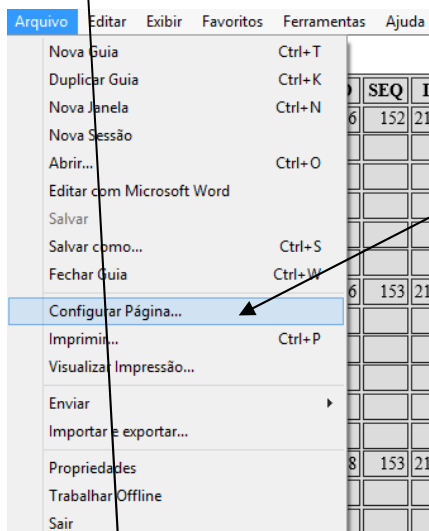 Arquivo Editar Exibir Favoritos Ferramentas Ajuda
Nova Guia Ctrl+T
Duplicar Guia Ctrl+K
Nova Janela Ctrl+N
Nova Sessão
Abrir... Ctrl+O
Editar com Microsoft Word
Salvar
Salvar como... Ctrl+S
Fechar Guia Ctrl+W
Configurar Página...
Imprimir... Ctrl+P
Visualizar Impressão...
Enviar
Importar e exportar...
Propriedades
Trabalhar Offline
Sair
SEQ
6 152 21
6 153 21
8 153 21